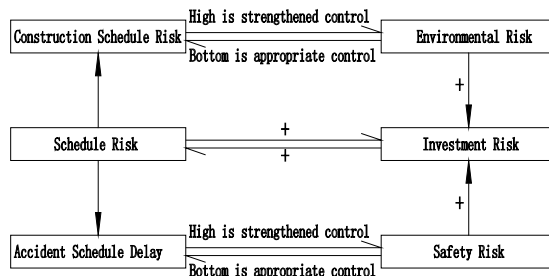 High is strengthened control
Construction Schedule Risk
Environmental Risk
Bottom is appropriate control
+
+
Schedule Risk
Investment Risk
+
+
High is strengthened control
Accident Schedule Delay
Safety Risk
Bottom is appropriate control